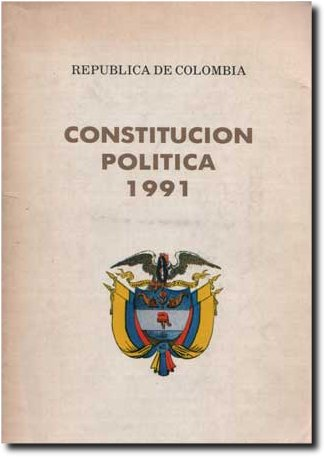 REPUBLICA DE COLOMBIA
CONSTITUCION
POLITICA
1991